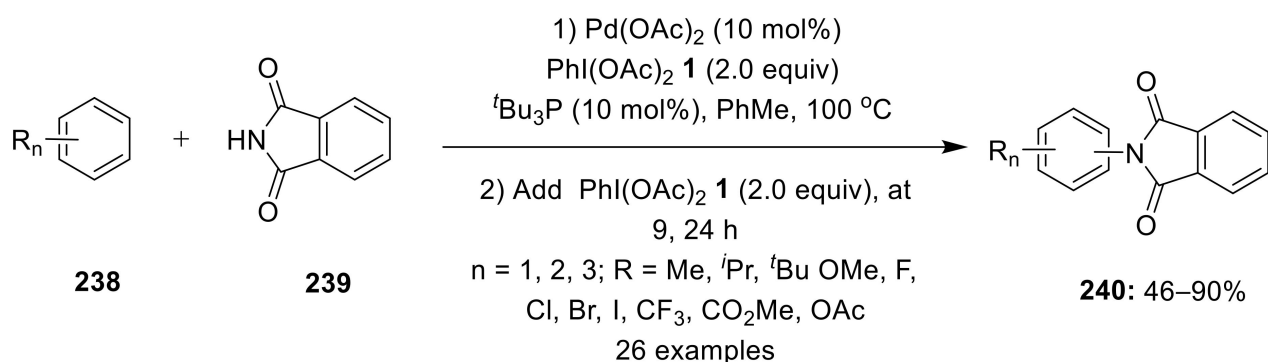 1) Pd(OAc)₂ (10 mol%)
PhI(OAc)₂ 1 (2.0 equiv)
ᵗBu₃P (10 mol%), PhMe, 100 ᵒC
Rₙ
+
HN
O
O
2) Add PhI(OAc)₂ 1 (2.0 equiv), at
9, 24 h
n = 1, 2, 3; R = Me, ⁱPr, ᵗBu OMe, F,
Cl, Br, I, CF₃, CO₂Me, OAc
26 examples
Rₙ
N
O
O
238
239
240: 46–90%